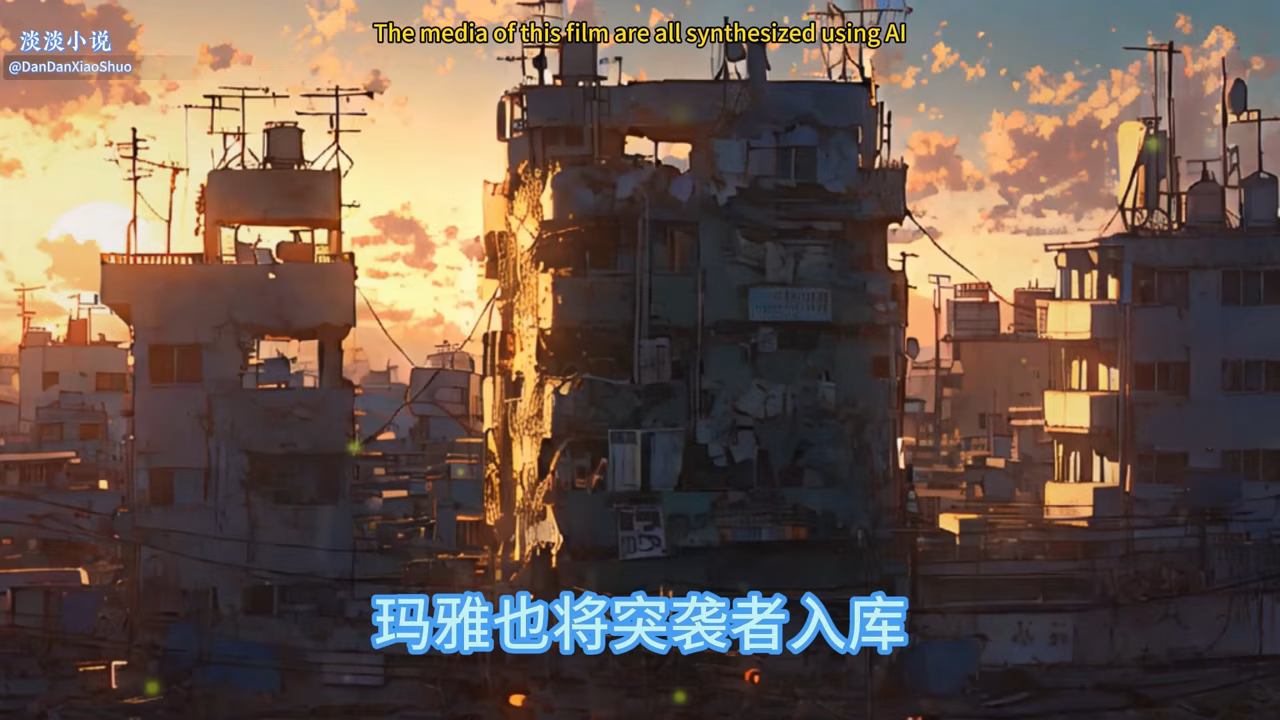 The media of this film are all synthesized using AI
淡淡小说
@DanDanXiaoShuo
玛雅也将突袭者入库